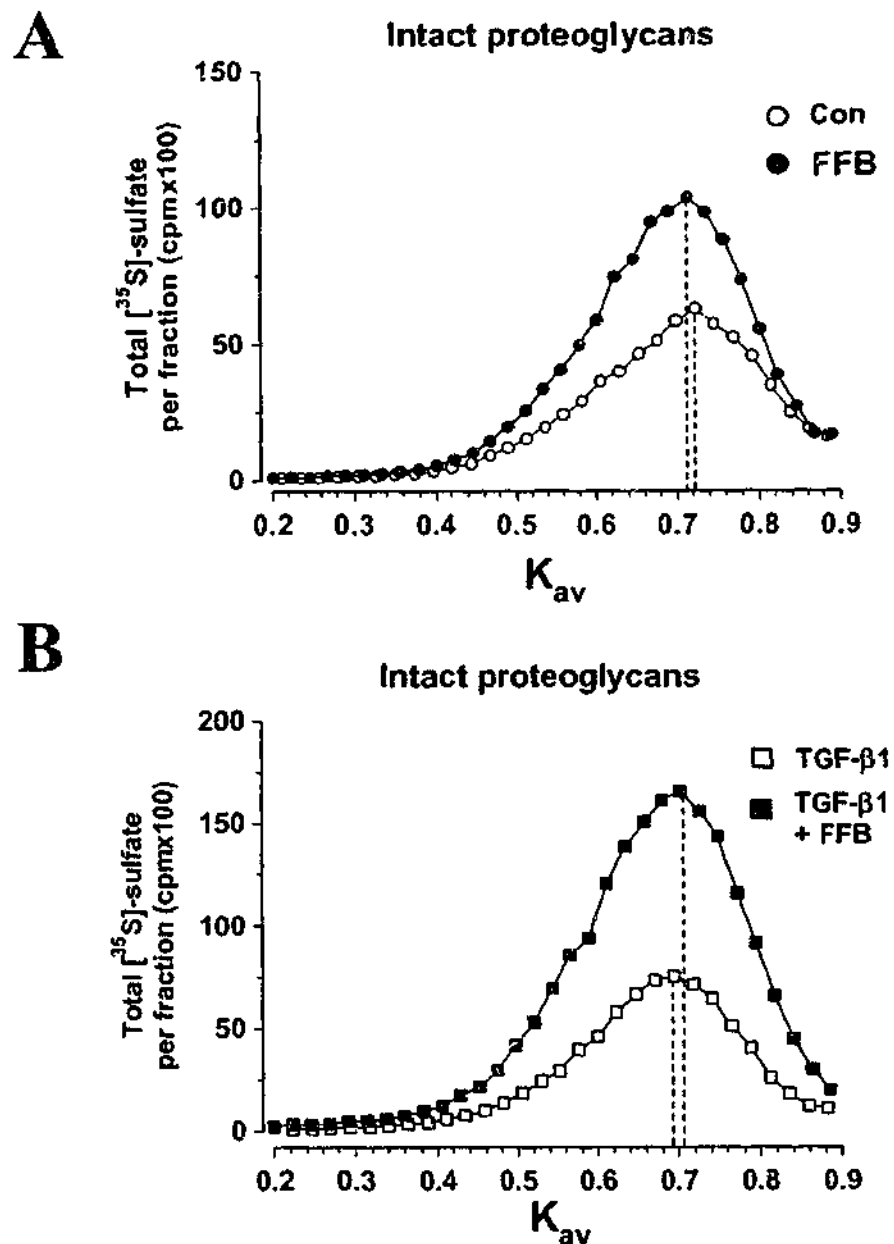 A
Intact proteoglycans
150
100
50
0
Total [³⁵S]-sulfate
per fraction (cpmx100)
Con
FFB
0.2 0.3 0.4 0.5 0.6 0.7 0.8 0.9
Kav
B
Intact proteoglycans
200
150
100
50
0
Total [³⁵S]-sulfate
per fraction (cpmx100)
TGF-β1
TGF-β1
+ FFB
0.2 0.3 0.4 0.5 0.6 0.7 0.8 0.9
Kav